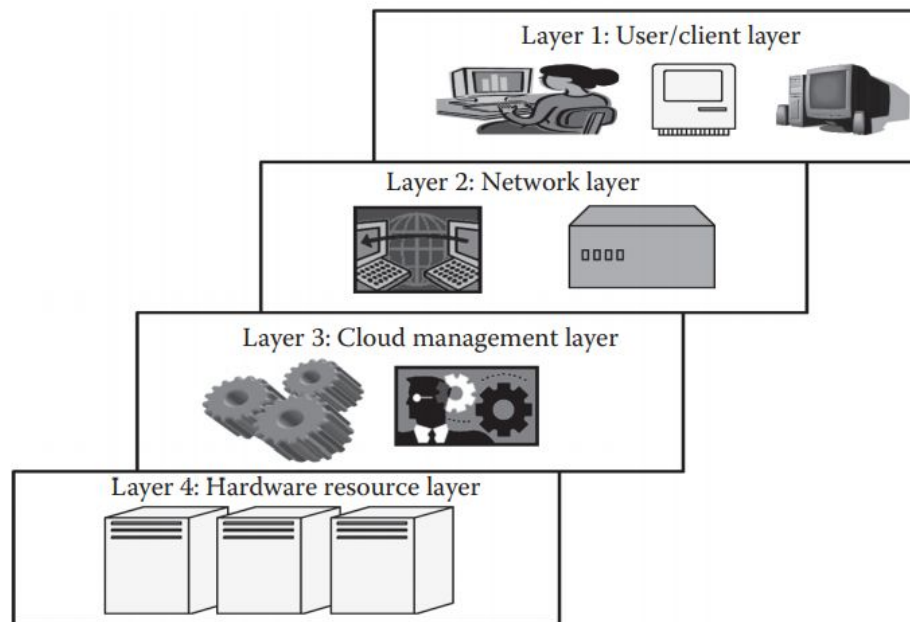 Layer 1: User/client layer
Layer 2: Network layer
Layer 3: Cloud management layer
Layer 4: Hardware resource layer